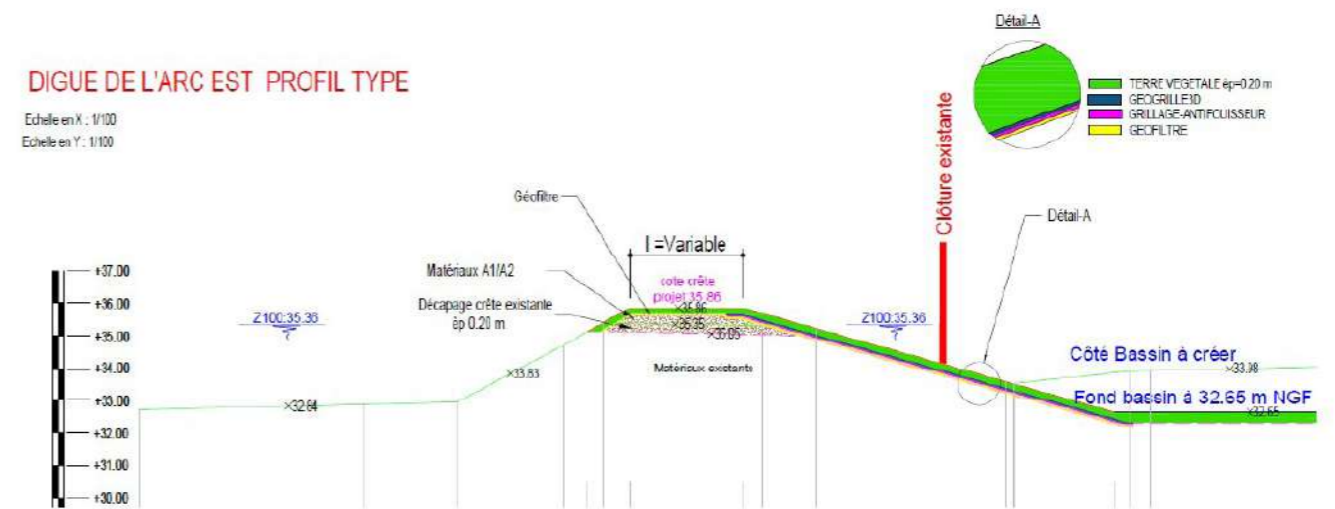 Détail-A
DIGUE DE L'ARC EST PROFIL TYPE
Echelle en X : 1/100
Echelle en Y : 1/100
TERRE VEGETALE ép=0.20 m
GEOGRILLE3D
GRILLAGE-ANTIFOUISSEUR
GEOFILTRE
Clôture existante
Géofiltre
Détail-A
l =Variable
Matériaux A1/A2
cote crête
projet 35.86
Décapage crête existante
ép 0.20 m
35.86
35.35
35.05
Matériaux existants
Z100:35.36
Z100:35.36
+37.00
+36.00
+35.00
+34.00
+33.00
+32.00
+31.00
+30.00
33.63
32.84
Côté Bassin à créer
33.98
Fond bassin à 32.65 m NGF
32.65